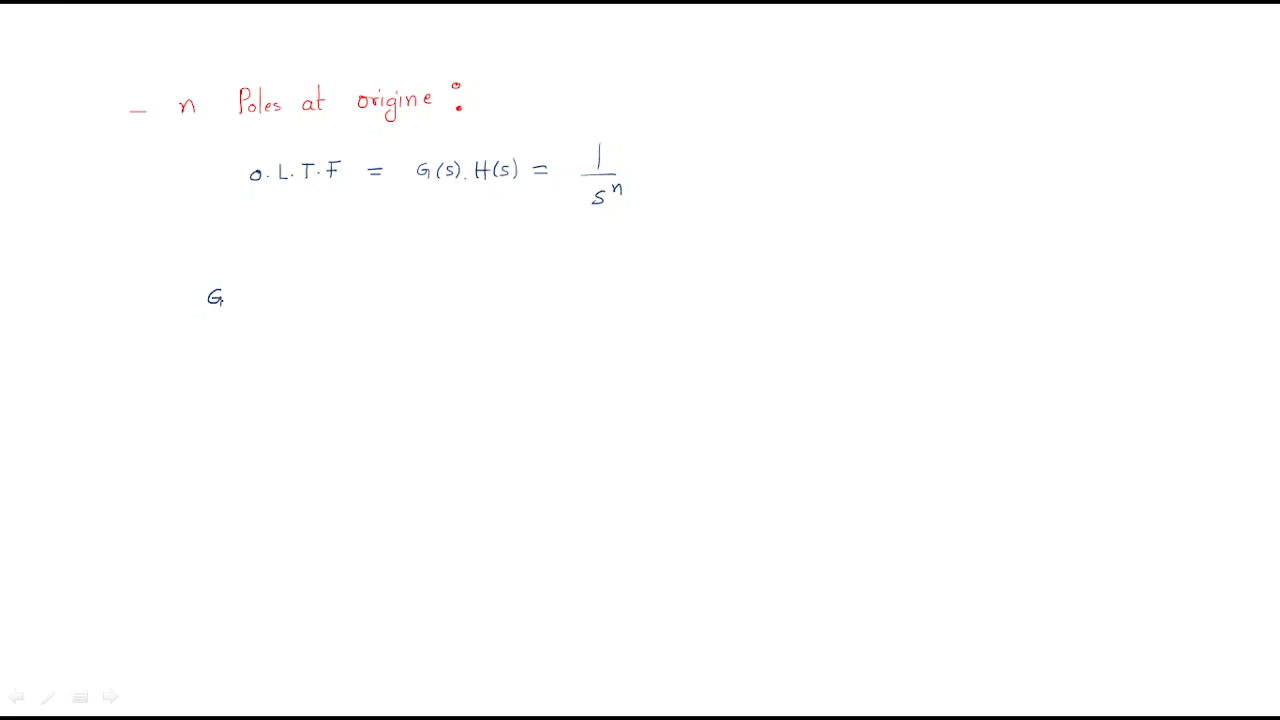 - n Poles at origine :
O.L.T.F = G(s).H(s) = 1/s^n
G